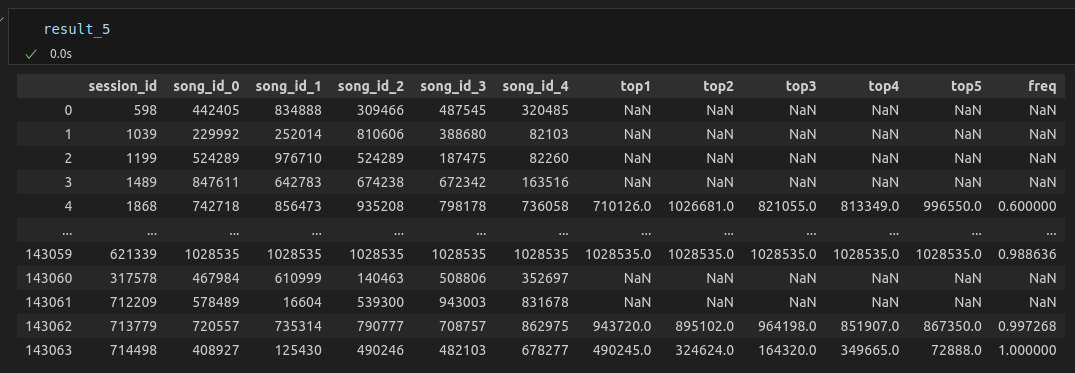 result_5
0.0s
session_id song_id_0 song_id_1 song_id_2 song_id_3 song_id_4 top1 top2 top3 top4 top5 freq
0 598 442405 834888 309466 487545 320485 NaN NaN NaN NaN NaN NaN
1 1039 229992 252014 810606 388680 82103 NaN NaN NaN NaN NaN NaN
2 1199 524289 976710 524289 187475 82260 NaN NaN NaN NaN NaN NaN
3 1489 847611 642783 674238 672342 163516 NaN NaN NaN NaN NaN NaN
4 1868 742718 856473 935208 798178 736058 710126.0 1026681.0 821055.0 813349.0 996550.0 0.600000
... ... ... ... ... ... ... ... ... ... ... ... ...
143059 621339 1028535 1028535 1028535 1028535 1028535 1028535.0 1028535.0 1028535.0 1028535.0 1028535.0 0.988636
143060 317578 467984 610999 140463 508806 352697 NaN NaN NaN NaN NaN NaN
143061 712209 578489 16604 539300 943003 831678 NaN NaN NaN NaN NaN NaN
143062 713779 720557 735314 790777 708757 862975 943720.0 895102.0 964198.0 851907.0 867350.0 0.997268
143063 714498 408927 125430 490246 482103 678277 490245.0 324624.0 164320.0 349665.0 72888.0 1.000000